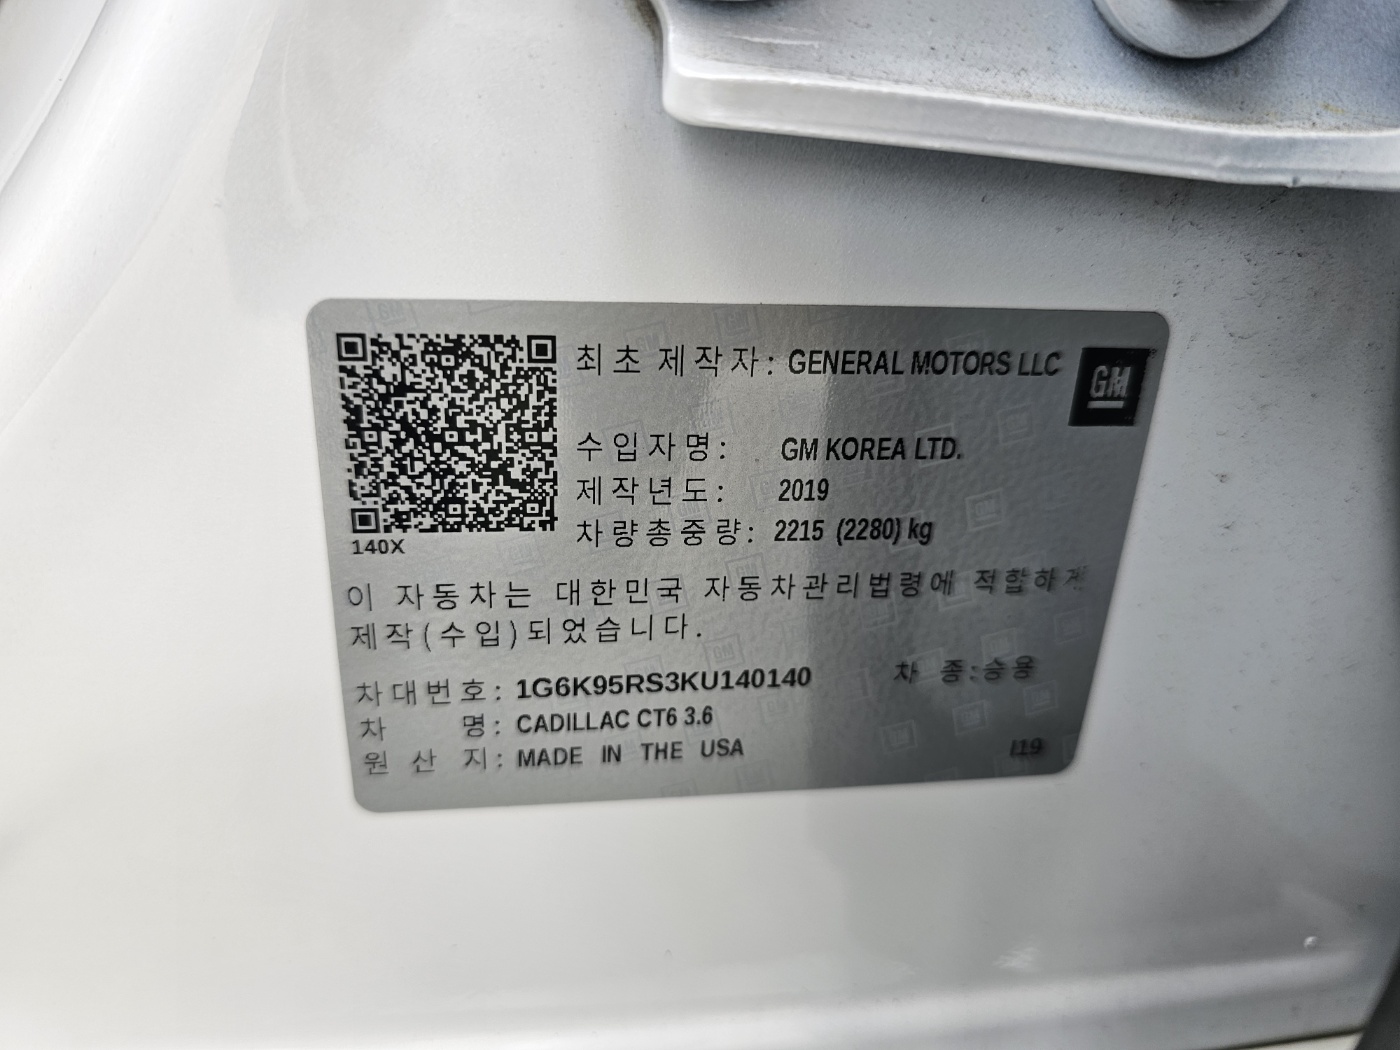 최초 제작자: GENERAL MOTORS LLC
GM
수입자명: GM KOREA LTD.
제작년도: 2019
차량총중량: 2215 (2280) kg
140X
이 자동차는 대한민국 자동차관리법령에 적합하게
제작(수입)되었습니다.
차대번호: 1G6K95RS3KU140140 차 종:승용
차 명: CADILLAC CT6 3.6
원 산 지: MADE IN THE USA
I19